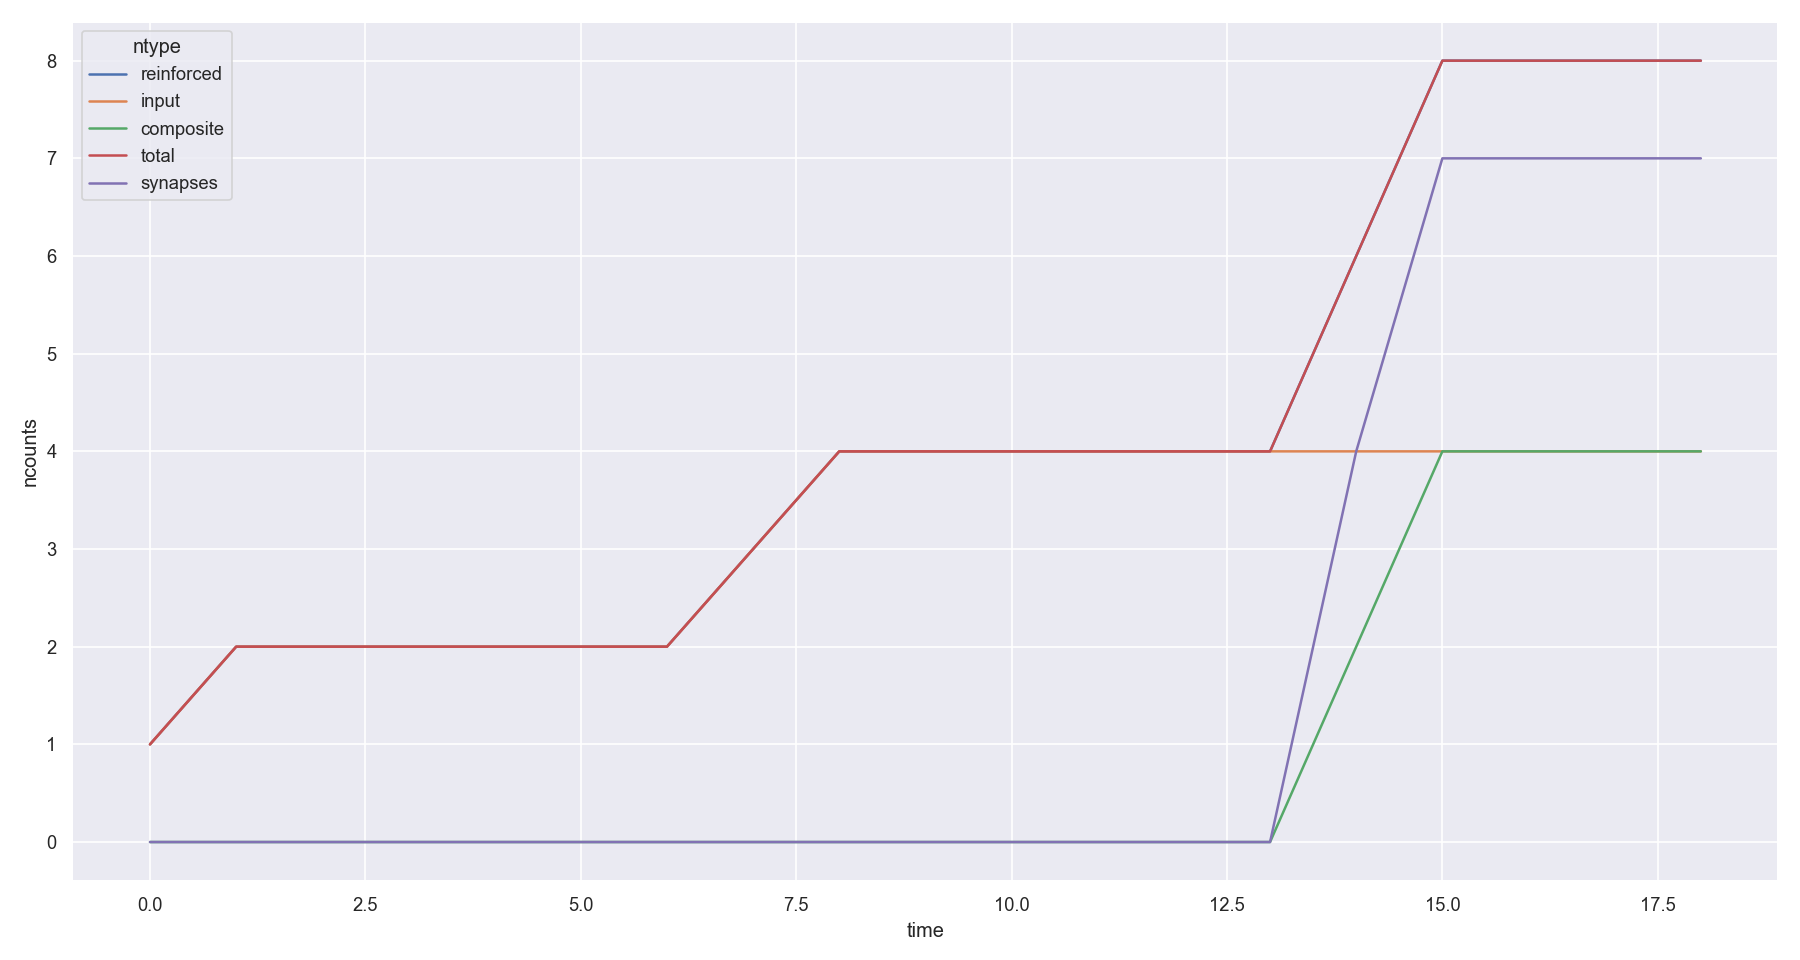 ntype
reinforced
input
composite
total
synapses
8
7
6
5
4
3
2
1
0
ncounts
0.0 2.5 5.0 7.5 10.0 12.5 15.0 17.5
time